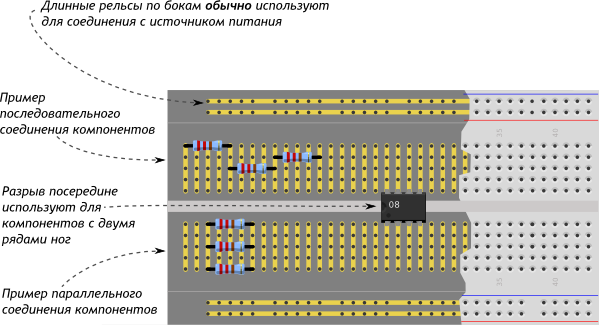 Длинные рельсы по бокам обычно используют
для соединения с источником питания
Пример
последовательного
соединения компонентов
Разрыв посередине
используют для
компонентов с двумя
рядами ног
Пример параллельного
соединения компонентов
08
35
40
35
40